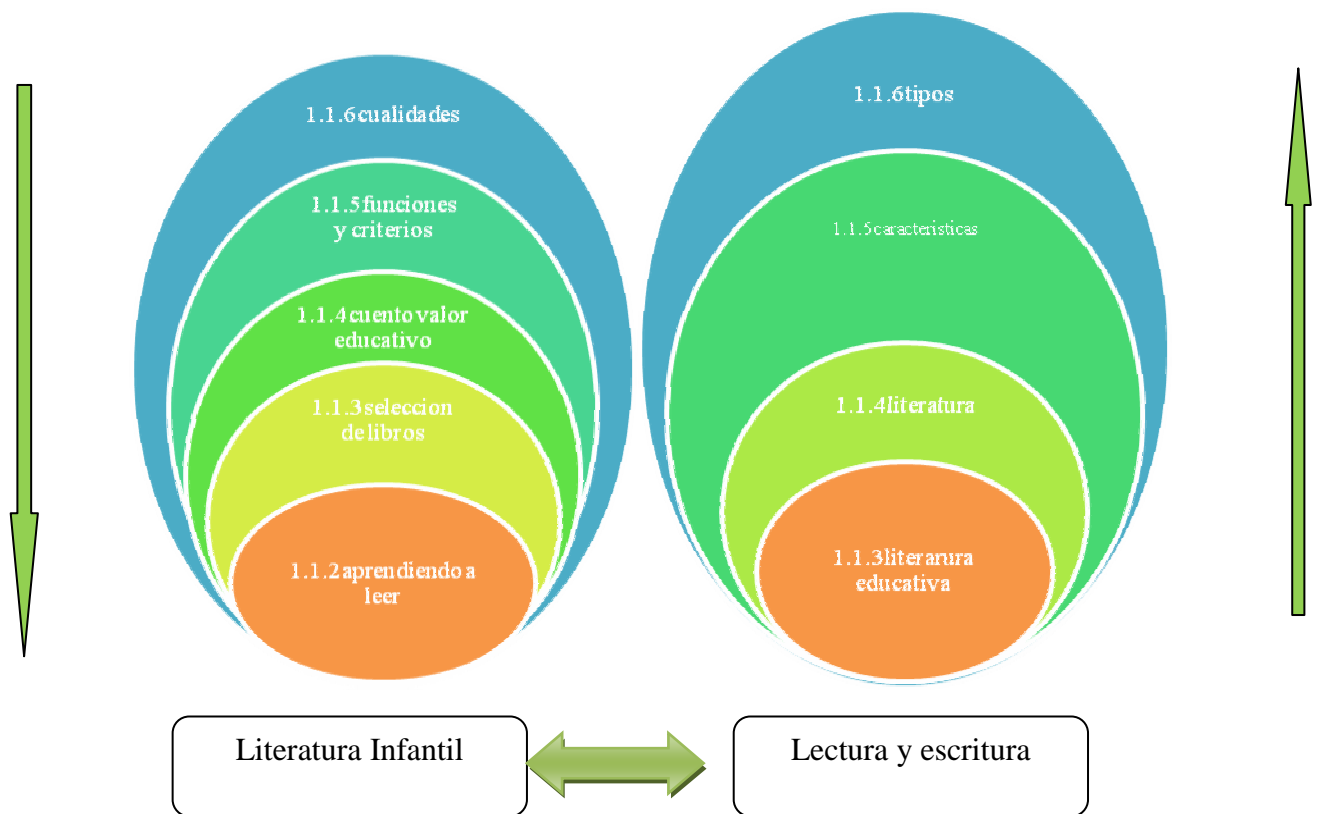 1.1.6cualidades
1.1.5funciones
y criterios
1.1.4cuento valor
educativo
1.1.3seleccion
de libros
1.1.2aprendiendo a
leer
1.1.6tipos
1.1.5caracteristicas
1.1.4literatura
1.1.3literarura
educativa
Literatura Infantil
Lectura y escritura